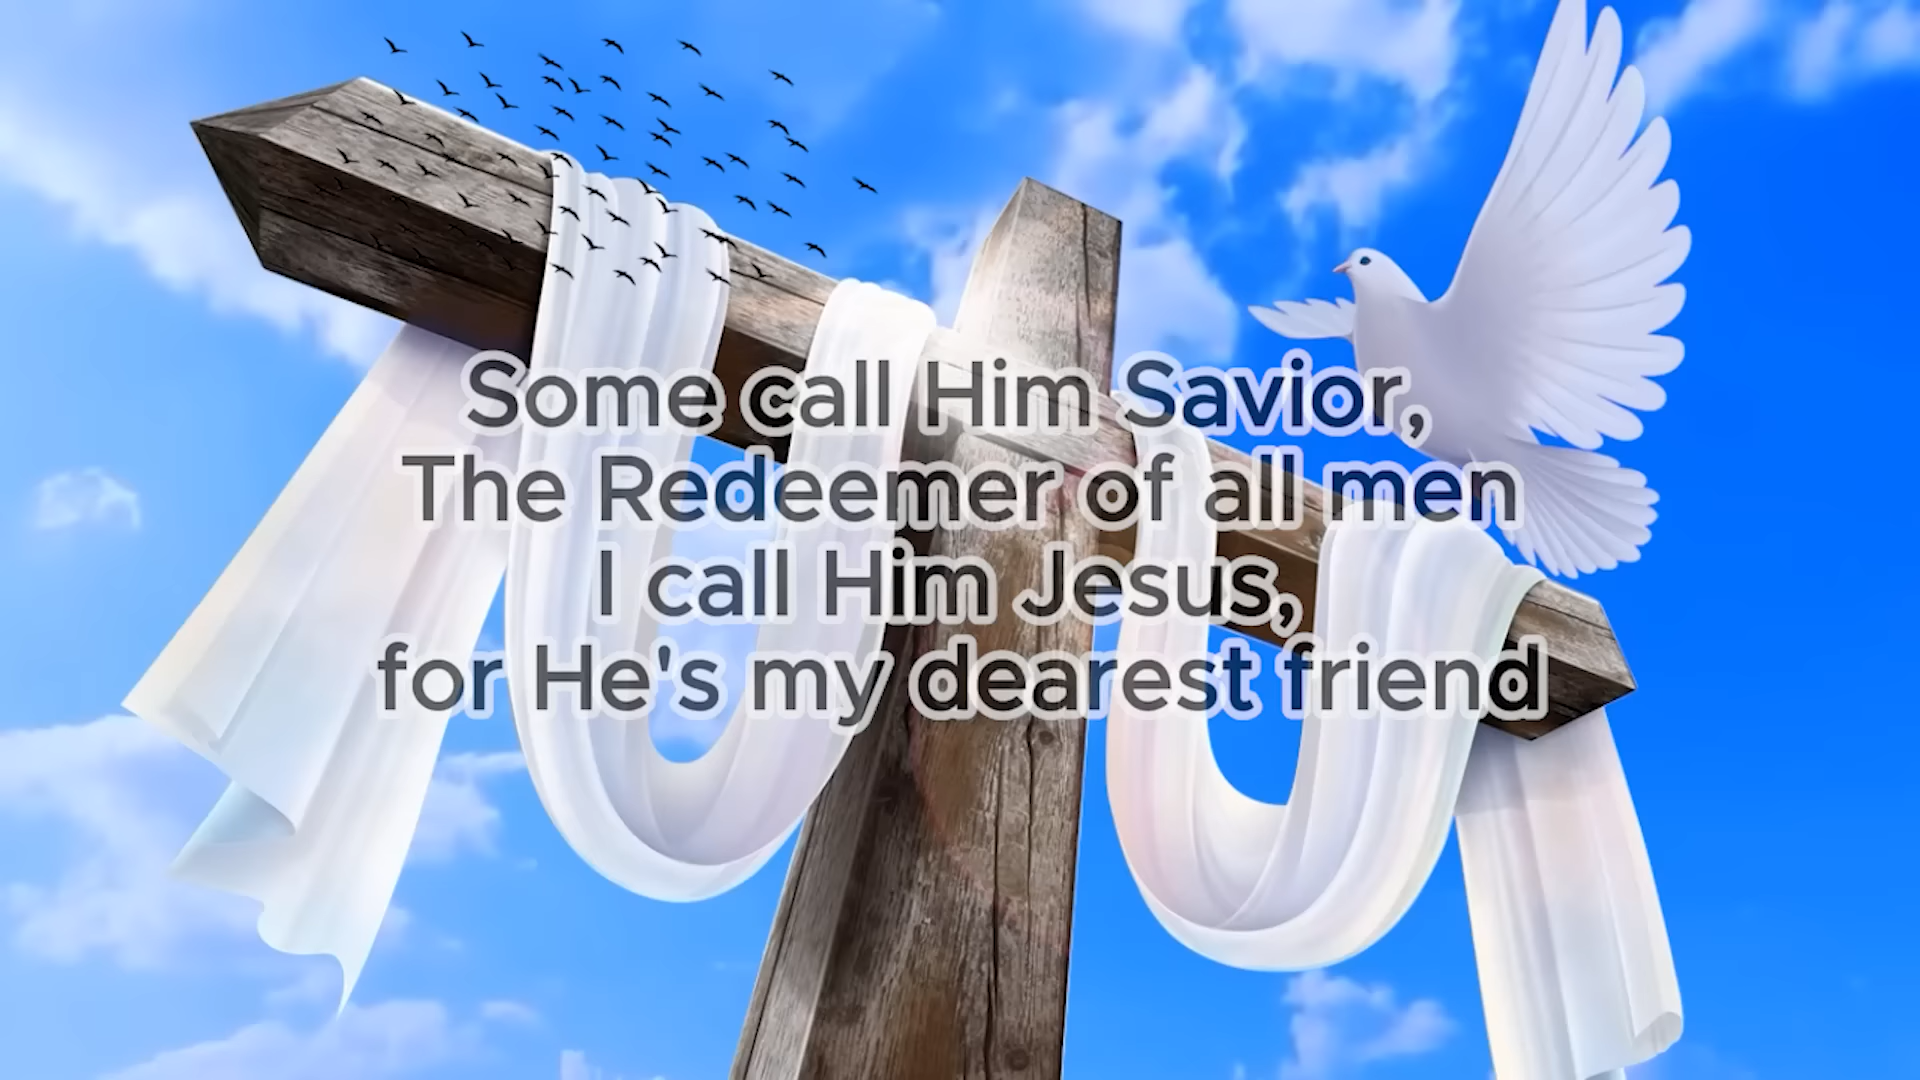 Some call Him Savior,
The Redeemer of all men
I call Him Jesus,
for He's my dearest friend